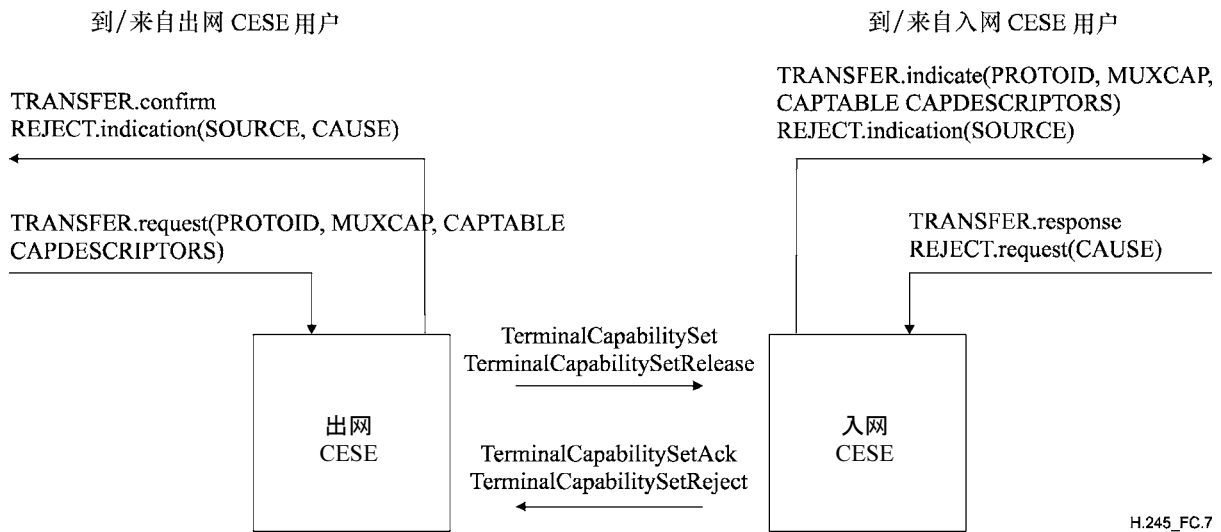 到/来自出网 CESE 用户
到/来自入网 CESE 用户
TRANSFER.confirm
REJECT.indication(SOURCE, CAUSE)
TRANSFER.indicate(PROTOID, MUXCAP,
CAPTABLE CAPDESCRIPTORS)
REJECT.indication(SOURCE)
TRANSFER.request(PROTOID, MUXCAP, CAPTABLE
CAPDESCRIPTORS)
TRANSFER.response
REJECT.request(CAUSE)
TerminalCapabilitySet
TerminalCapabilitySetRelease
出网
CESE
入网
CESE
TerminalCapabilitySetAck
TerminalCapabilitySetReject
H.245_FC.7